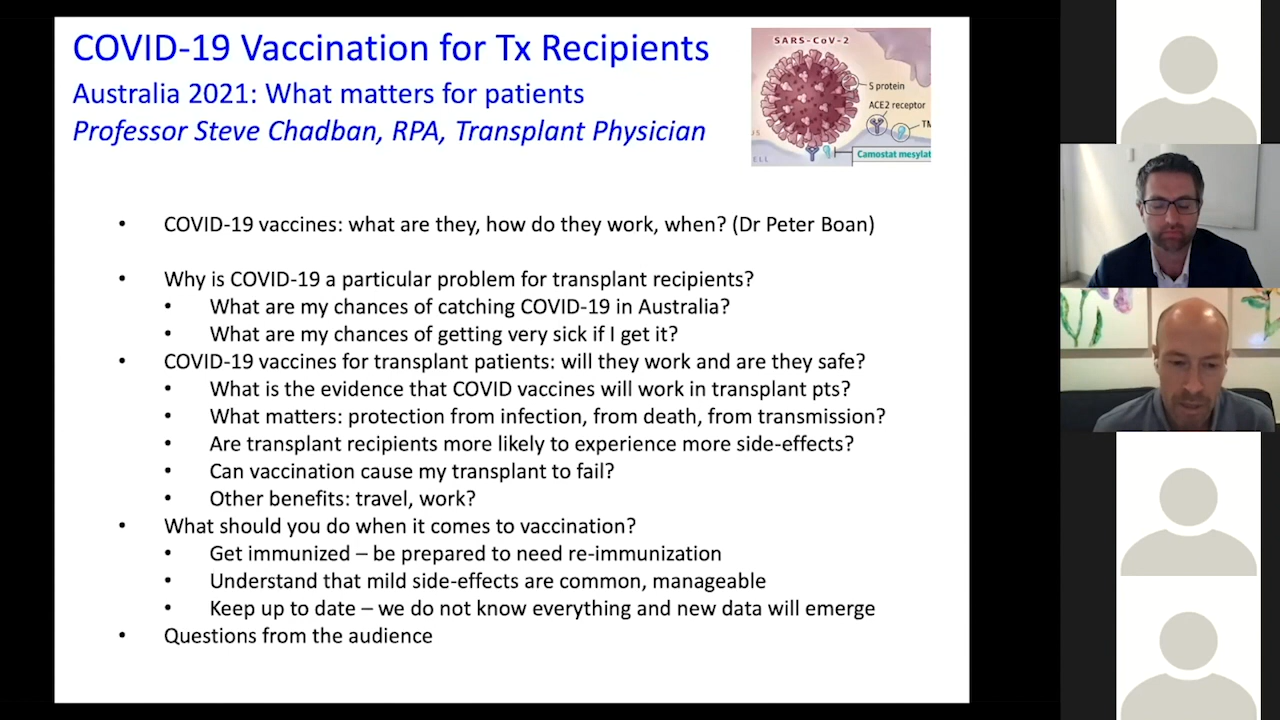 COVID-19 Vaccination for Tx Recipients
Australia 2021: What matters for patients
Professor Steve Chadban, RPA, Transplant Physician
SARS-CoV-2
S protein
ACE2 receptor
TM
Camostat mesylat
ELL
• COVID-19 vaccines: what are they, how do they work, when? (Dr Peter Boan)
• Why is COVID-19 a particular problem for transplant recipients?
• What are my chances of catching COVID-19 in Australia?
• What are my chances of getting very sick if I get it?
• COVID-19 vaccines for transplant patients: will they work and are they safe?
• What is the evidence that COVID vaccines will work in transplant pts?
• What matters: protection from infection, from death, from transmission?
• Are transplant recipients more likely to experience more side-effects?
• Can vaccination cause my transplant to fail?
• Other benefits: travel, work?
• What should you do when it comes to vaccination?
• Get immunized – be prepared to need re-immunization
• Understand that mild side-effects are common, manageable
• Keep up to date – we do not know everything and new data will emerge
• Questions from the audience